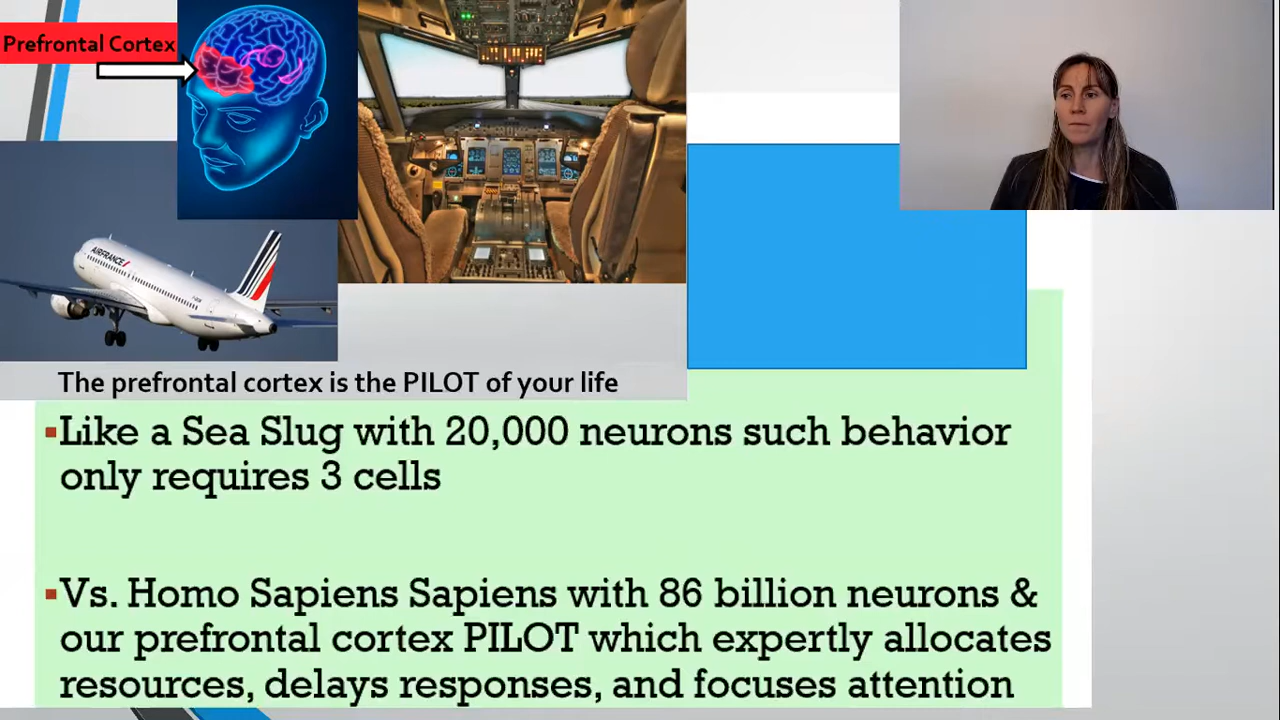 Prefrontal Cortex
AIRFRANCE
The prefrontal cortex is the PILOT of your life
▪Like a Sea Slug with 20,000 neurons such behavior
only requires 3 cells
▪Vs. Homo Sapiens Sapiens with 86 billion neurons &
our prefrontal cortex PILOT which expertly allocates
resources, delays responses, and focuses attention